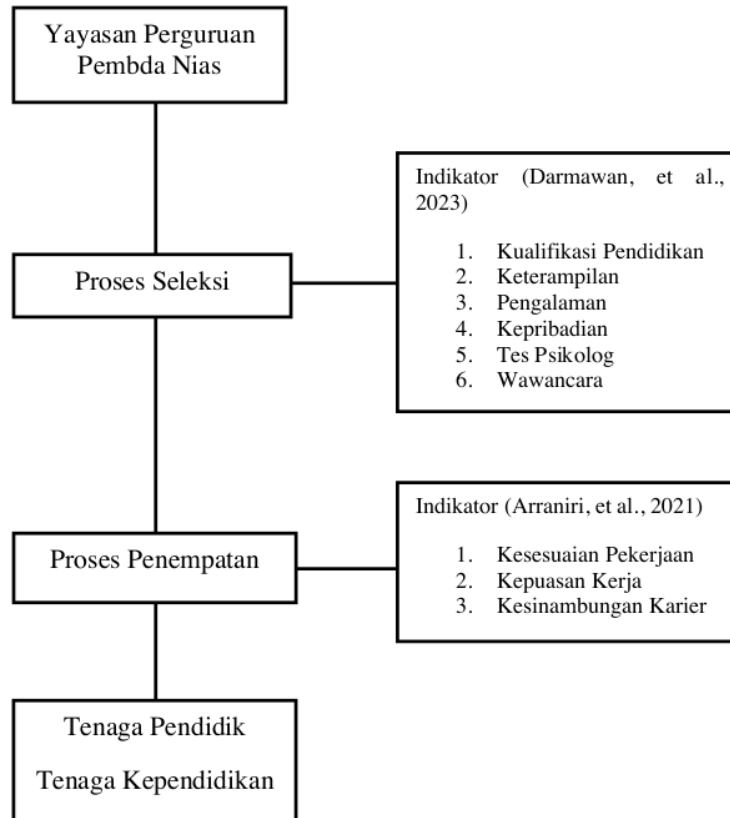 Yayasan Perguruan
Pembda Nias
Indikator (Darmawan, et al.,
2023)
1. Kualifikasi Pendidikan
2. Keterampilan
3. Pengalaman
4. Kepribadian
5. Tes Psikolog
6. Wawancara
Proses Seleksi
Indikator (Arraniri, et al., 2021)
1. Kesesuaian Pekerjaan
2. Kepuasan Kerja
3. Kesinambungan Karier
Proses Penempatan
Tenaga Pendidik
Tenaga Kependidikan